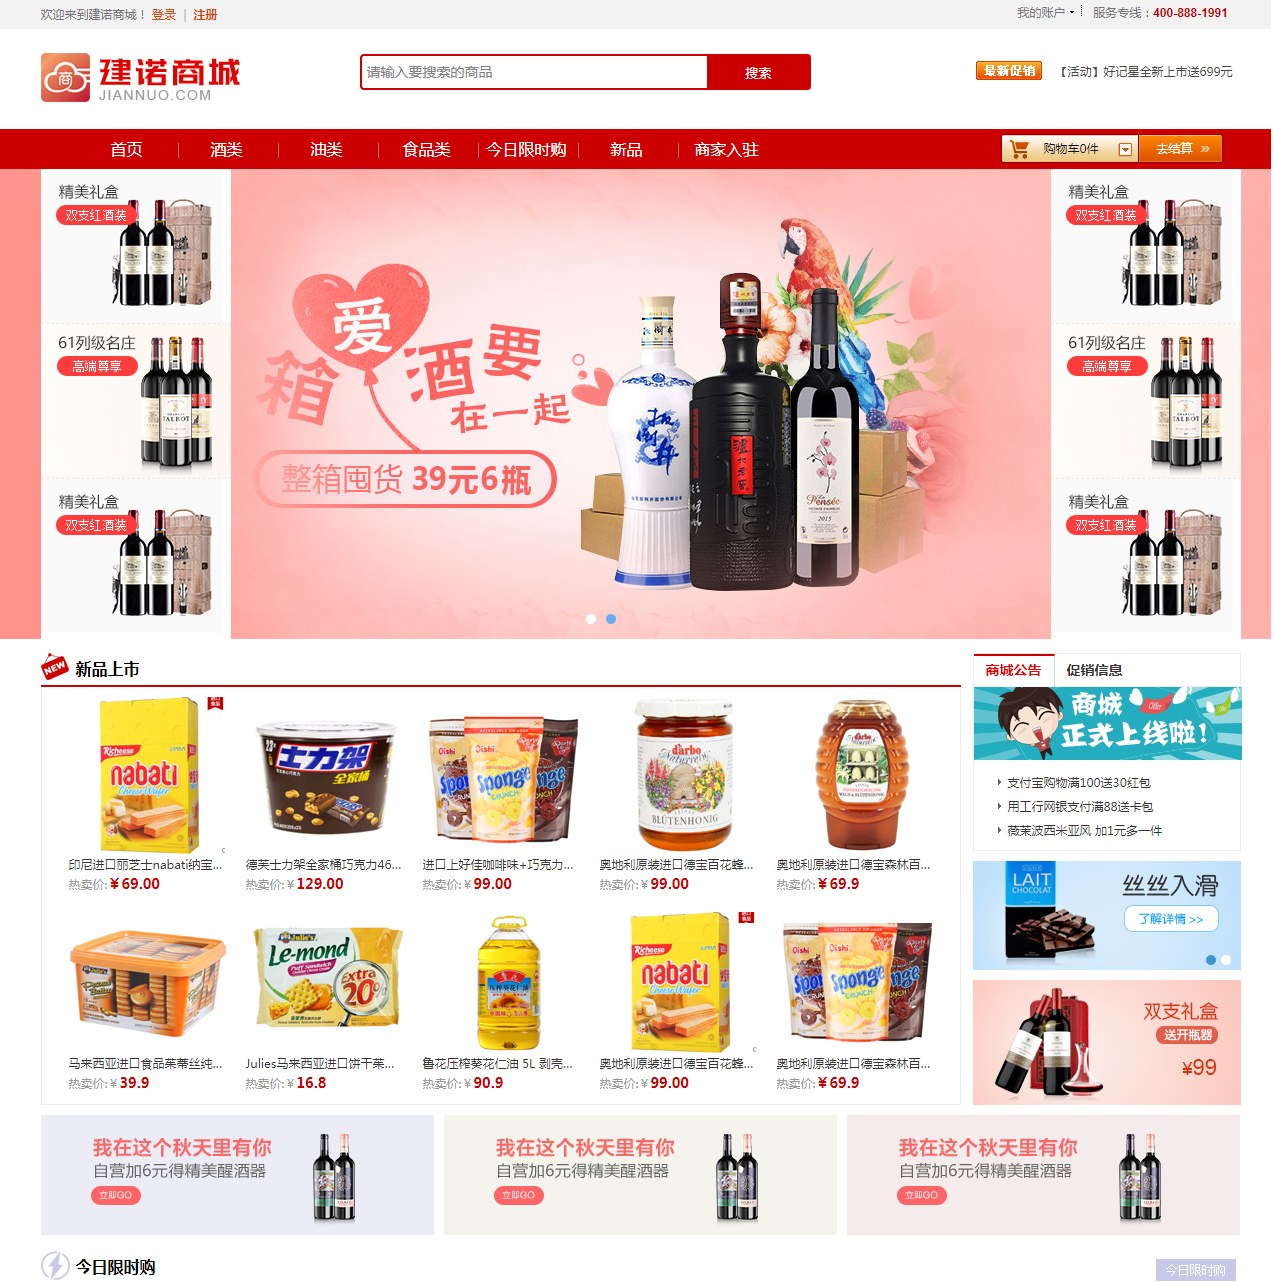 欢迎来到建诺商城！ 登录 | 注册
我的账户 服务专线：400-888-1991
商
建诺商城
JIANNUO.COM
请输入要搜索的商品
搜索
最新促销 【活动】好记星全新上市送699元
首页 酒类 油类 食品类 今日限时购 新品 商家入驻
购物车0件 去结算 »
精美礼盒
双支红酒装
61列级名庄
高端尊享
精美礼盒
双支红酒装
爱
箱
酒要
在一起
整箱囤货 39元6瓶
精美礼盒
双支红酒装
61列级名庄
高端尊享
精美礼盒
双支红酒装
NEW 新品上市
印尼进口丽芝士nabati纳宝...
热卖价:￥69.00
德芙士力架全家桶巧克力46...
热卖价:￥129.00
进口上好佳咖啡味+巧克力...
热卖价:￥99.00
奥地利原装进口德宝百花蜂...
热卖价:￥99.00
奥地利原装进口德宝森林百...
热卖价:￥69.9
马来西亚进口食品茱蒂丝纯...
热卖价:￥39.9
Julies马来西亚进口饼干茱...
热卖价:￥16.8
鲁花压榨葵花仁油 5L 剥壳...
热卖价:￥90.9
奥地利原装进口德宝百花蜂...
热卖价:￥99.00
奥地利原装进口德宝森林百...
热卖价:￥69.9
商城公告 促销信息
商城
正式上线啦！
Offer
支付宝购物满100送30红包
用工行网银支付满88送卡包
薇茉波西米亚风 加1元多一件
LAIT
CHOCOLAT
丝丝入滑
了解详情 >>
双支礼盒
送开瓶器
¥99
我在这个秋天里有你
自营加6元得精美醒酒器
立即GO
我在这个秋天里有你
自营加6元得精美醒酒器
立即GO
我在这个秋天里有你
自营加6元得精美醒酒器
立即GO
今日限时购
今日限时购